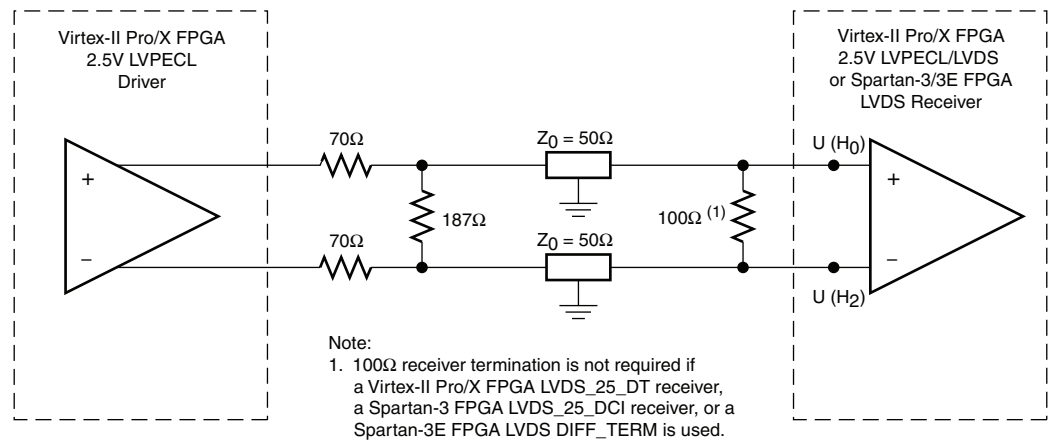 Virtex-II Pro/X FPGA
2.5V LVPECL
Driver
Virtex-II Pro/X FPGA
2.5V LVPECL/LVDS
or Spartan-3/3E FPGA
LVDS Receiver
70Ω
Z0 = 50Ω
U (H0)
+
+
187Ω
100Ω (1)
70Ω
Z0 = 50Ω
–
–
U (H2)
Note:
1. 100Ω receiver termination is not required if
a Virtex-II Pro/X FPGA LVDS_25_DT receiver,
a Spartan-3 FPGA LVDS_25_DCI receiver, or a
Spartan-3E FPGA LVDS DIFF_TERM is used.